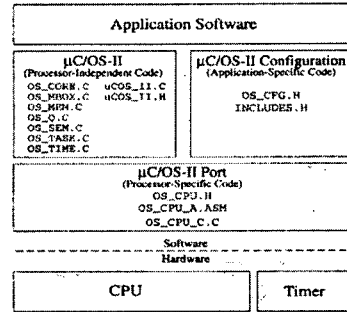 Application Software
µC/OS-II
(Processor-Independent Code)
OS_CORE.C uCOS_II.C
OS_MBOX.C uCOS_II.H
OS_MEM.C
OS_Q.C
OS_SEM.C
OS_TASK.C
OS_TIME.C
µC/OS-II Configuration
(Application-Specific Code)
OS_CFG.H
INCLUDES.H
µC/OS-II Port
(Processor-Specific Code)
OS_CPU.H
OS_CPU_A.ASM
OS_CPU_C.C
Software
Hardware
CPU
Timer